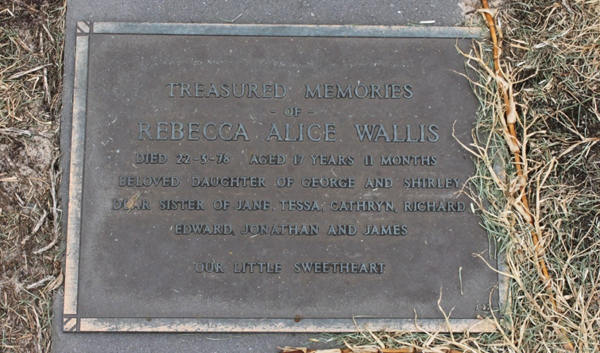 TREASURED MEMORIES
- OF -
REBECCA ALICE WALLIS
DIED 22-3-78 AGED 17 YEARS 11 MONTHS
BELOVED DAUGHTER OF GEORGE AND SHIRLEY
DEAR SISTER OF JANE, TESSA, CATHRYN, RICHARD
EDWARD, JONATHAN AND JAMES
OUR LITTLE SWEETHEART